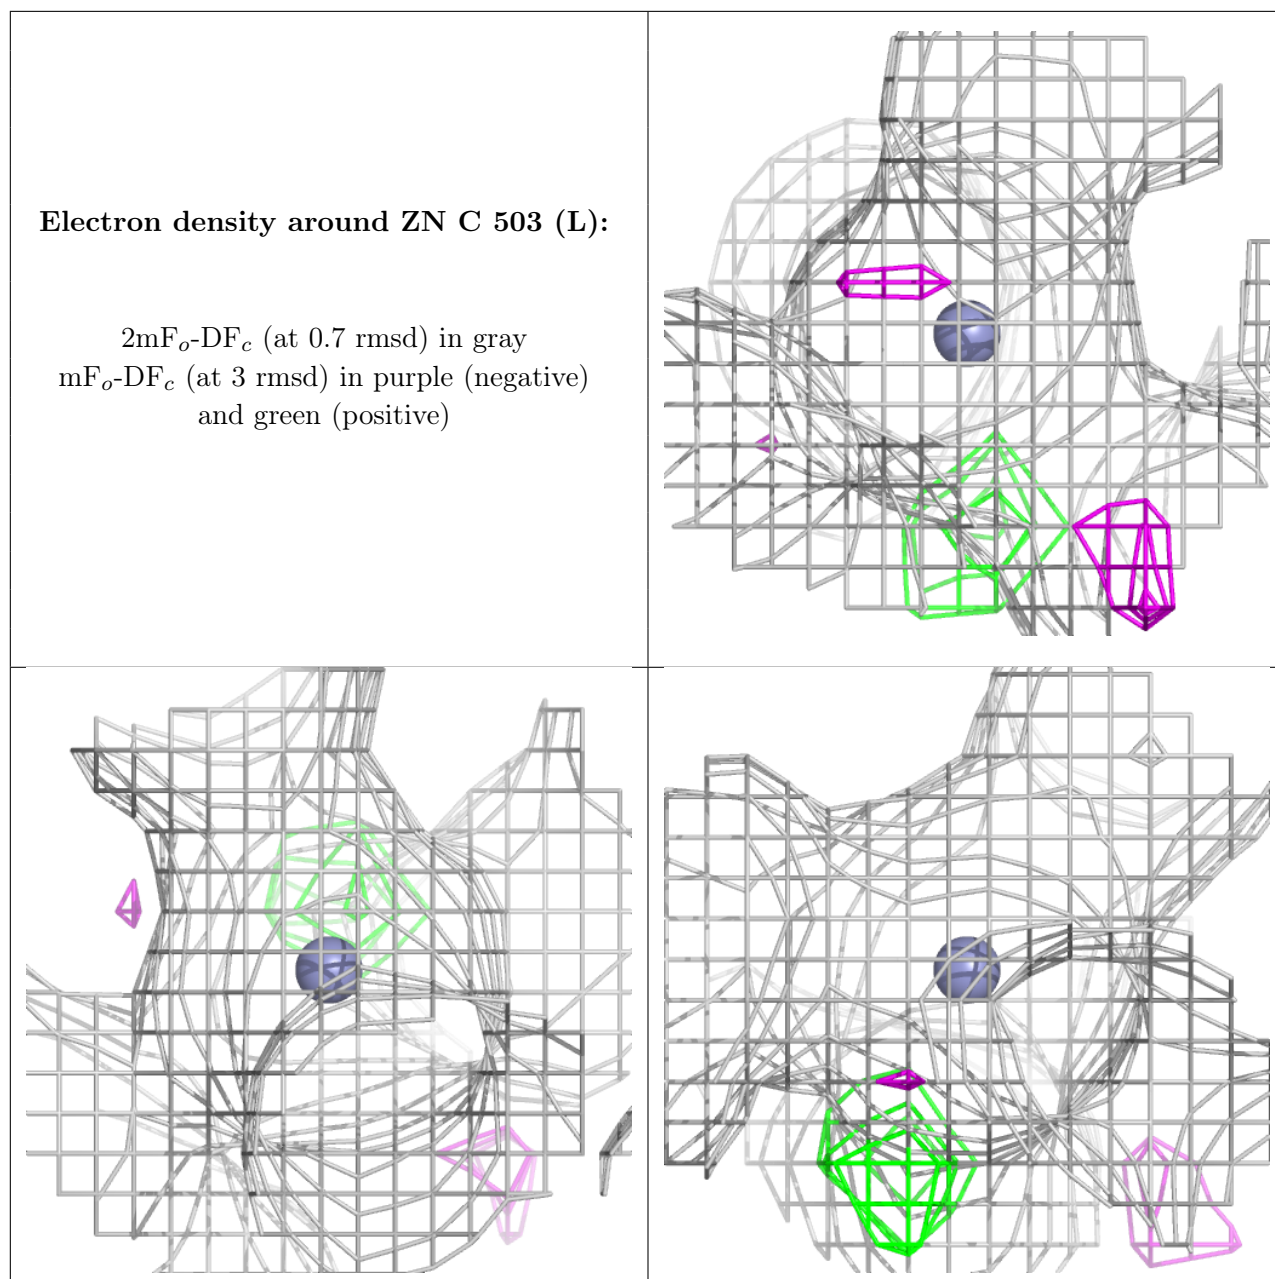 Electron density around ZN C 503 (L):
2mFo-DFc (at 0.7 rmsd) in gray
mFo-DFc (at 3 rmsd) in purple (negative)
and green (positive)